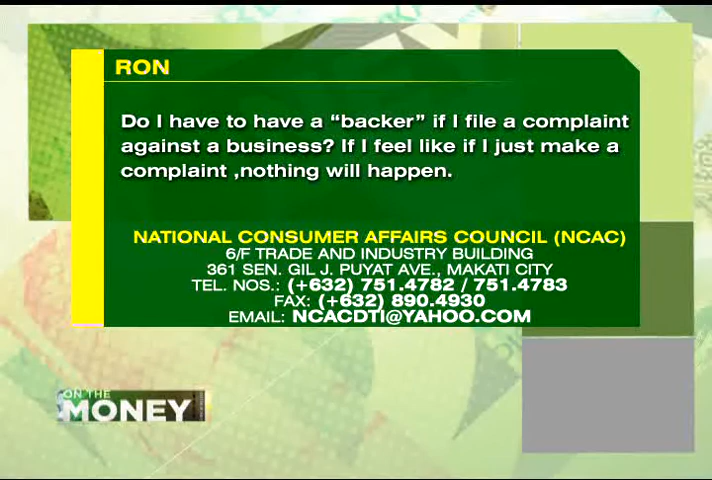 RON
Do I have to have a “backer” if I file a complaint
against a business? If I feel like if I just make a
complaint ,nothing will happen.
NATIONAL CONSUMER AFFAIRS COUNCIL (NCAC)
6/F TRADE AND INDUSTRY BUILDING
361 SEN. GIL J. PUYAT AVE., MAKATI CITY
TEL. NOS.: (+632) 751.4782 / 751.4783
FAX: (+632) 890.4930
EMAIL: NCACDTI@YAHOO.COM
ON THE
MONEY